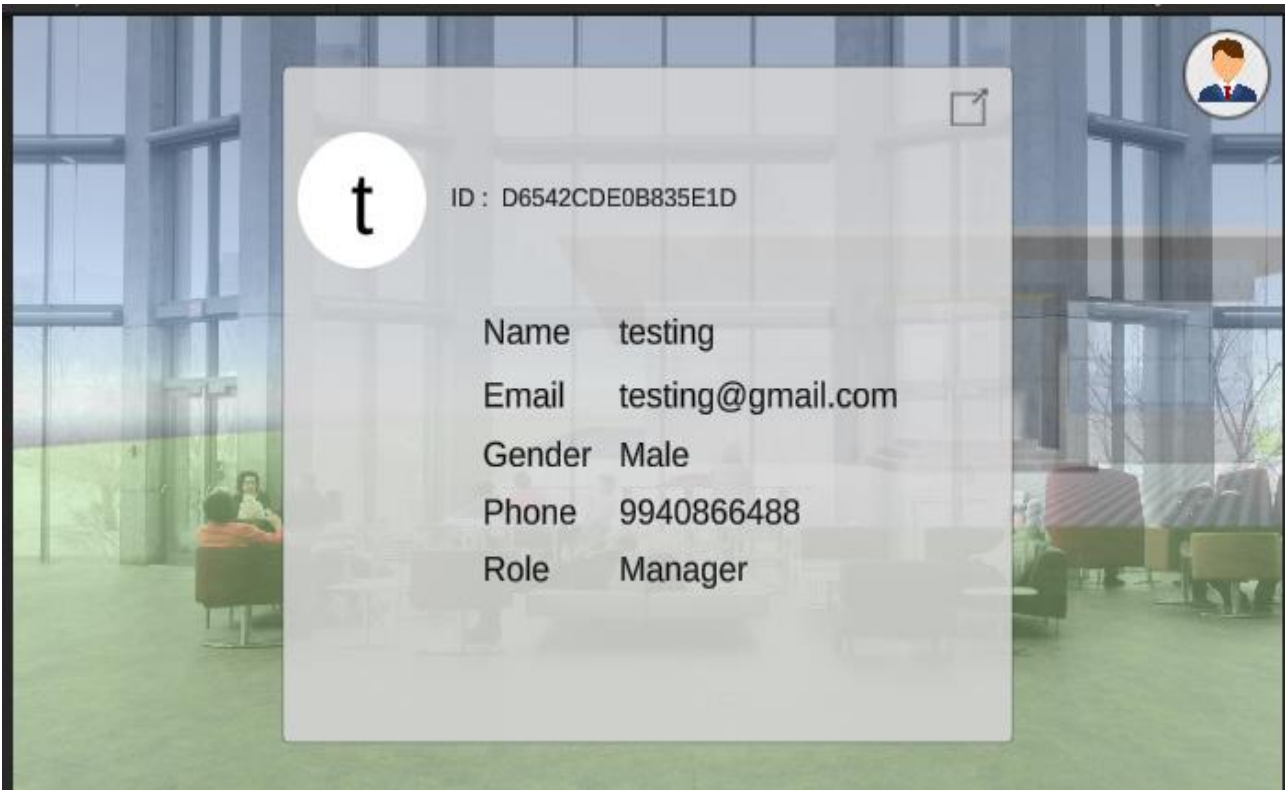 t
ID : D6542CDE0B835E1D
Name testing
Email testing@gmail.com
Gender Male
Phone 9940866488
Role Manager